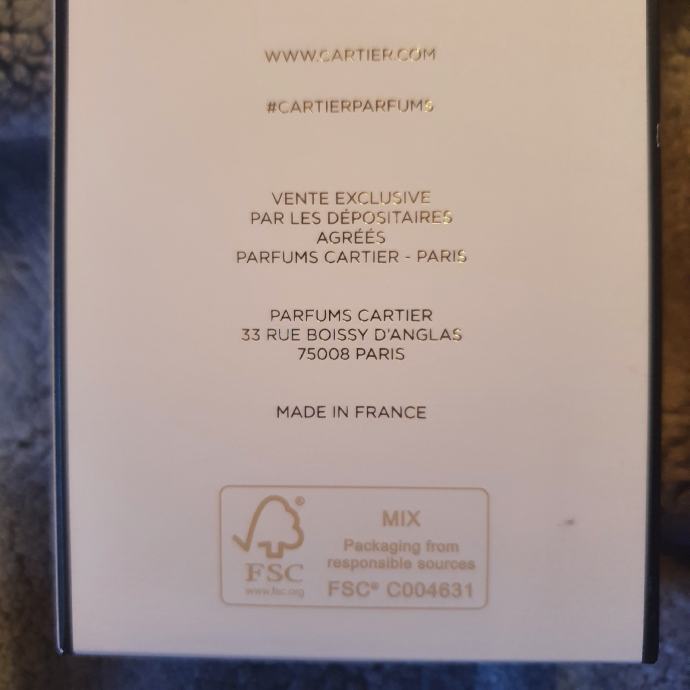 WWW.CARTIER.COM
#CARTIERPARFUMS
VENTE EXCLUSIVE
PAR LES DÉPOSITAIRES
AGRÉÉS
PARFUMS CARTIER - PARIS
PARFUMS CARTIER
33 RUE BOISSY D'ANGLAS
75008 PARIS
MADE IN FRANCE
®
FSC
www.fsc.org
MIX
Packaging from
responsible sources
FSC® C004631